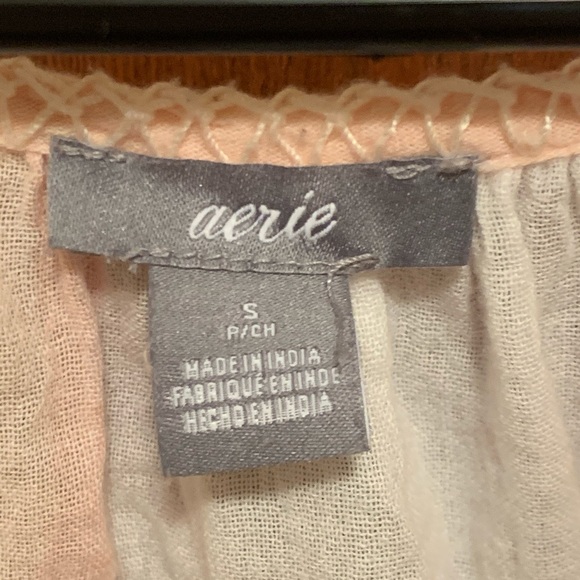 aerie
S
P/CH
MADE IN INDIA
FABRIQUÉ EN INDE
HECHO EN INDIA